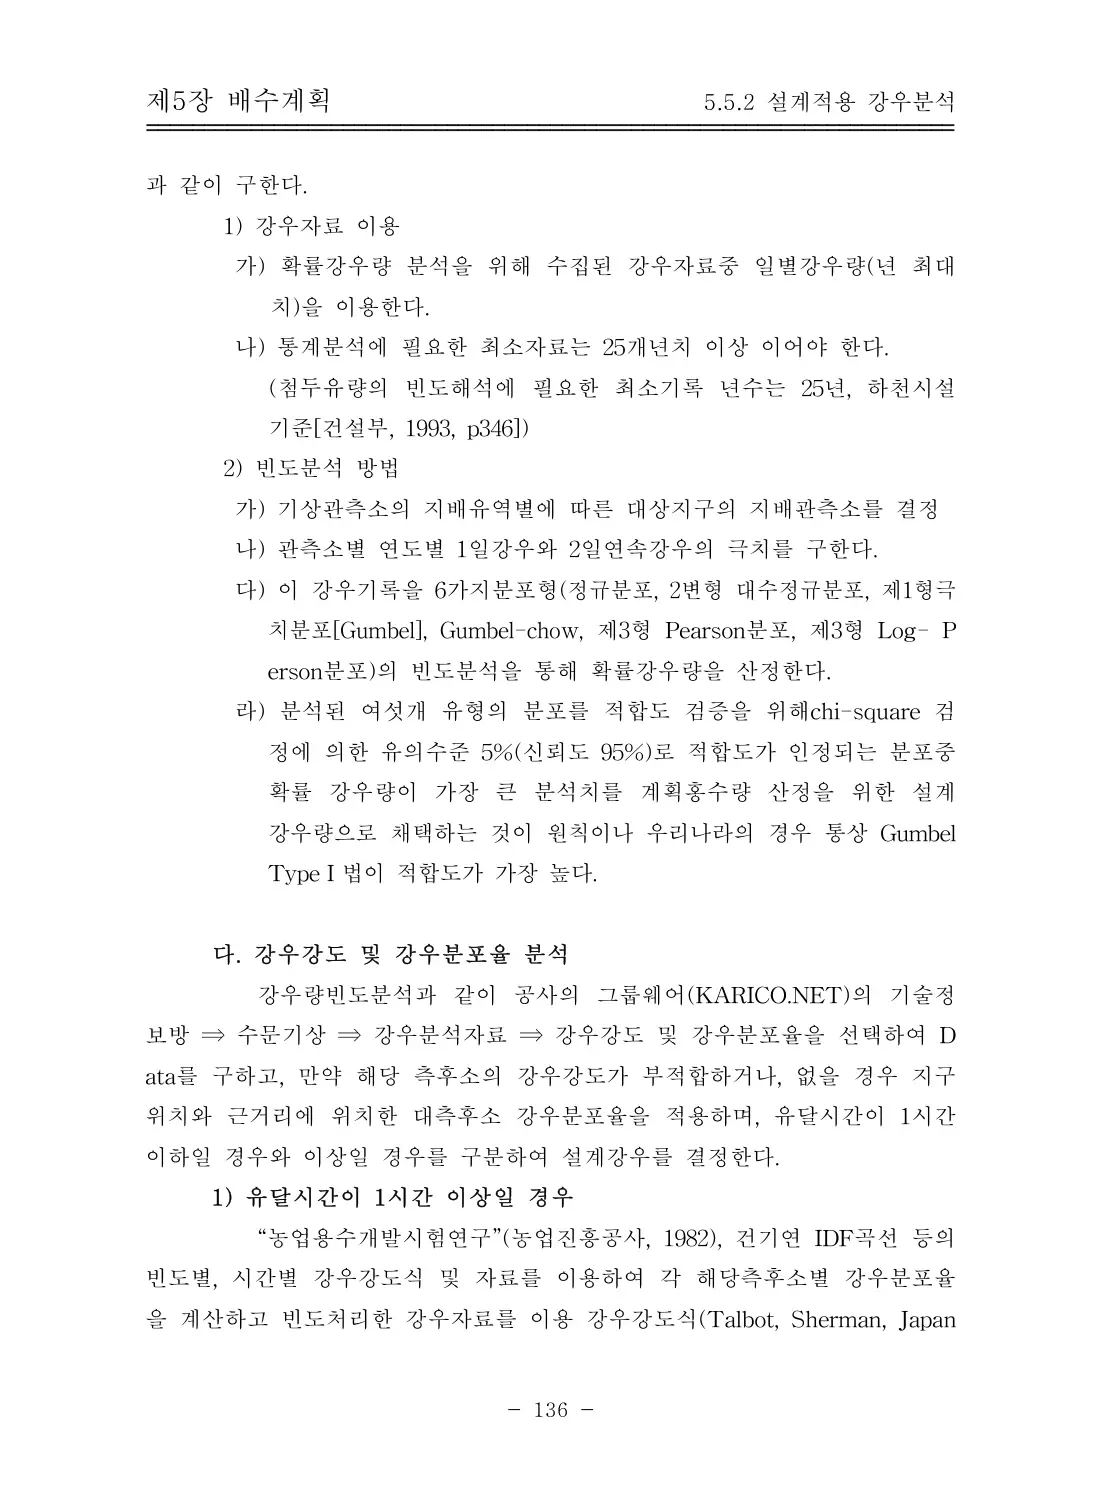 제5장 배수계획
5.5.2 설계적용 강우분석
과 같이 구한다.
1) 강우자료 이용
가) 확률강우량 분석을 위해 수집된 강우자료중 일별강우량(년 최대
치)을 이용한다.
나) 통계분석에 필요한 최소자료는 25개년치 이상 이어야 한다.
(첨두유량의 빈도해석에 필요한 최소기록 년수는 25년, 하천시설
기준[건설부, 1993, p346])
2) 빈도분석 방법
가) 기상관측소의 지배유역별에 따른 대상지구의 지배관측소를 결정
나) 관측소별 연도별 1일강우와 2일연속강우의 극치를 구한다.
다) 이 강우기록을 6가지분포형(정규분포, 2변형 대수정규분포, 제1형극
치분포[Gumbel], Gumbel-chow, 제3형 Pearson분포, 제3형 Log- P
erson분포)의 빈도분석을 통해 확률강우량을 산정한다.
라) 분석된 여섯개 유형의 분포를 적합도 검증을 위해chi-square 검
정에 의한 유의수준 5%(신뢰도 95%)로 적합도가 인정되는 분포중
확률 강우량이 가장 큰 분석치를 계획홍수량 산정을 위한 설계
강우량으로 채택하는 것이 원칙이나 우리나라의 경우 통상 Gumbel
TypeⅠ법이 적합도가 가장 높다.
다. 강우강도 및 강우분포율 분석
강우량빈도분석과 같이 공사의 그룹웨어(KARICO.NET)의 기술정
보방 ⇒ 수문기상 ⇒ 강우분석자료 ⇒ 강우강도 및 강우분포율을 선택하여 D
ata를 구하고, 만약 해당 측후소의 강우강도가 부적합하거나, 없을 경우 지구
위치와 근거리에 위치한 대측후소 강우분포율을 적용하며, 유달시간이 1시간
이하일 경우와 이상일 경우를 구분하여 설계강우를 결정한다.
1) 유달시간이 1시간 이상일 경우
“농업용수개발시험연구”(농업진흥공사, 1982), 건기연 IDF곡선 등의
빈도별, 시간별 강우강도식 및 자료를 이용하여 각 해당측후소별 강우분포율
을 계산하고 빈도처리한 강우자료를 이용 강우강도식(Talbot, Sherman, Japan
- 136 -